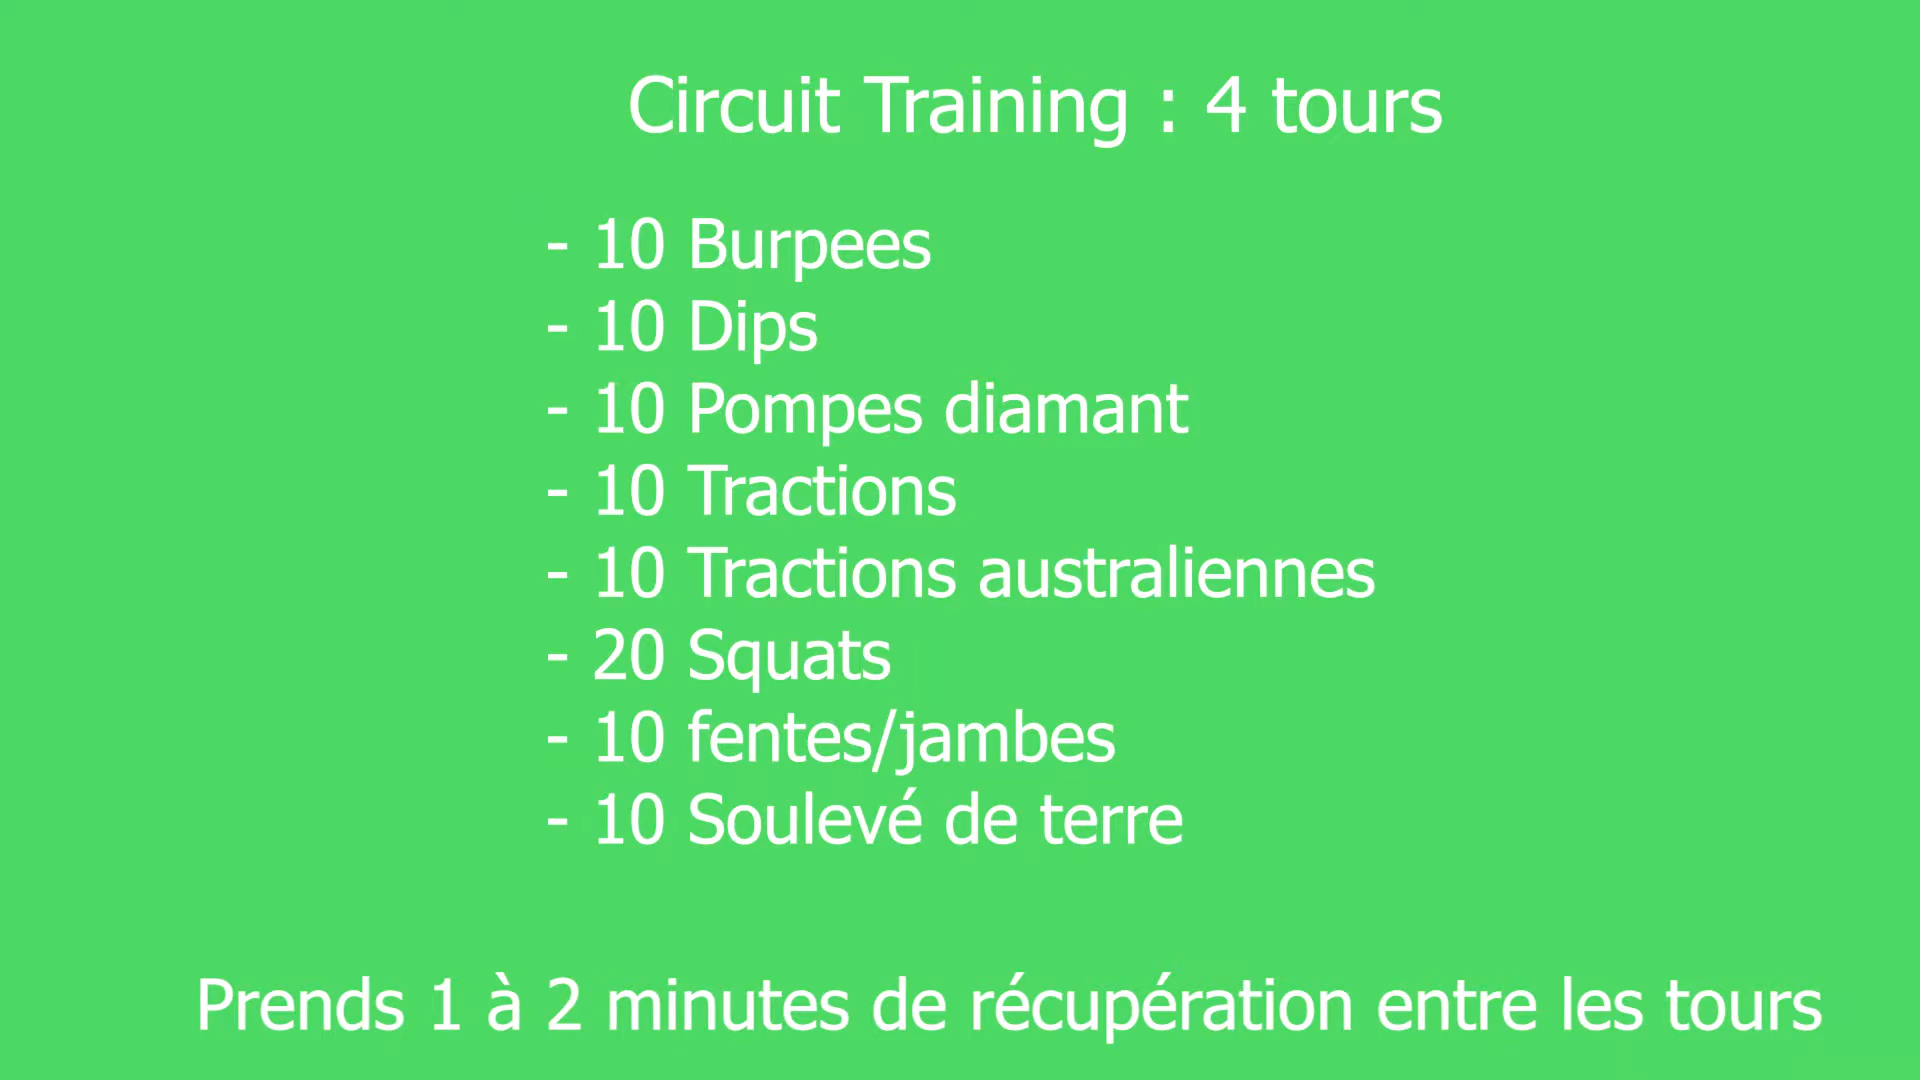 Circuit Training : 4 tours
- 10 Burpees
- 10 Dips
- 10 Pompes diamant
- 10 Tractions
- 10 Tractions australiennes
- 20 Squats
- 10 fentes/jambes
- 10 Soulevé de terre
Prends 1 à 2 minutes de récupération entre les tours